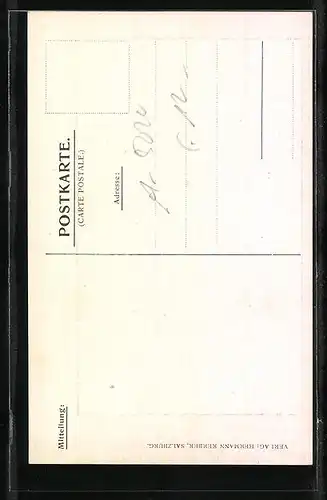 POSTKARTE.
(CARTE POSTALE.)
Adresse:
Mitteilung:
VERLAG: HERMANN KERBER, SALZBURG.